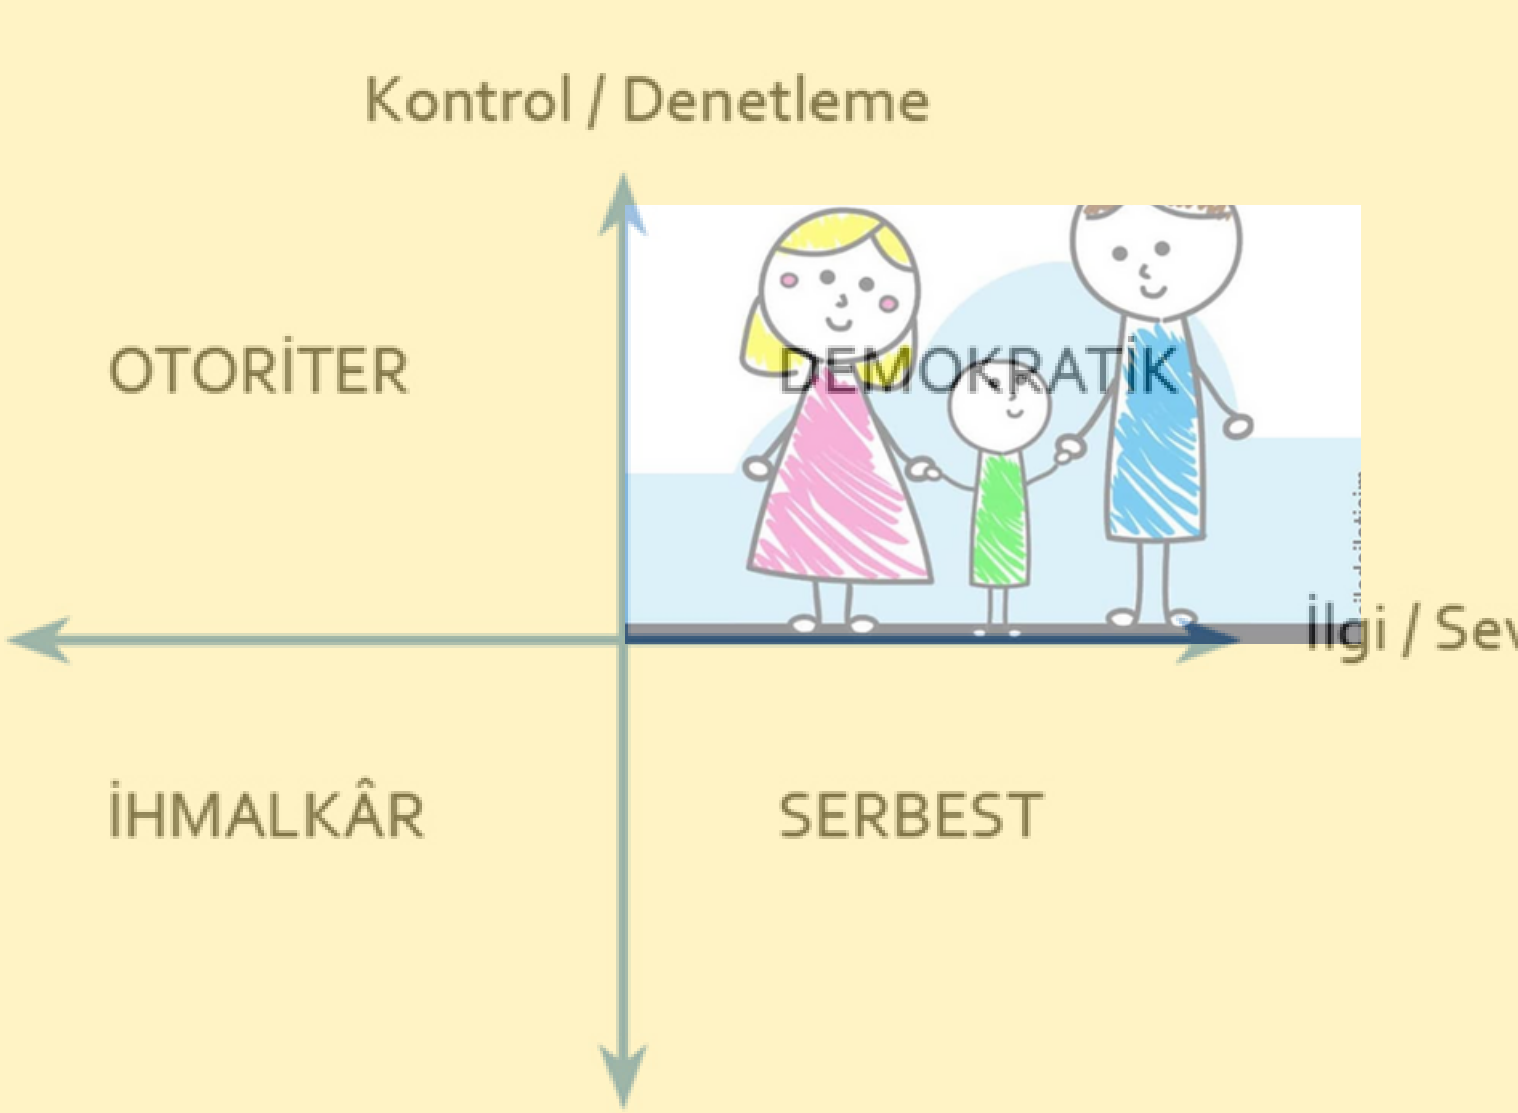 Kontrol / Denetleme
OTORİTER
DEMOKRATİK
İlgi / Sev
İHMALKÂR
SERBEST